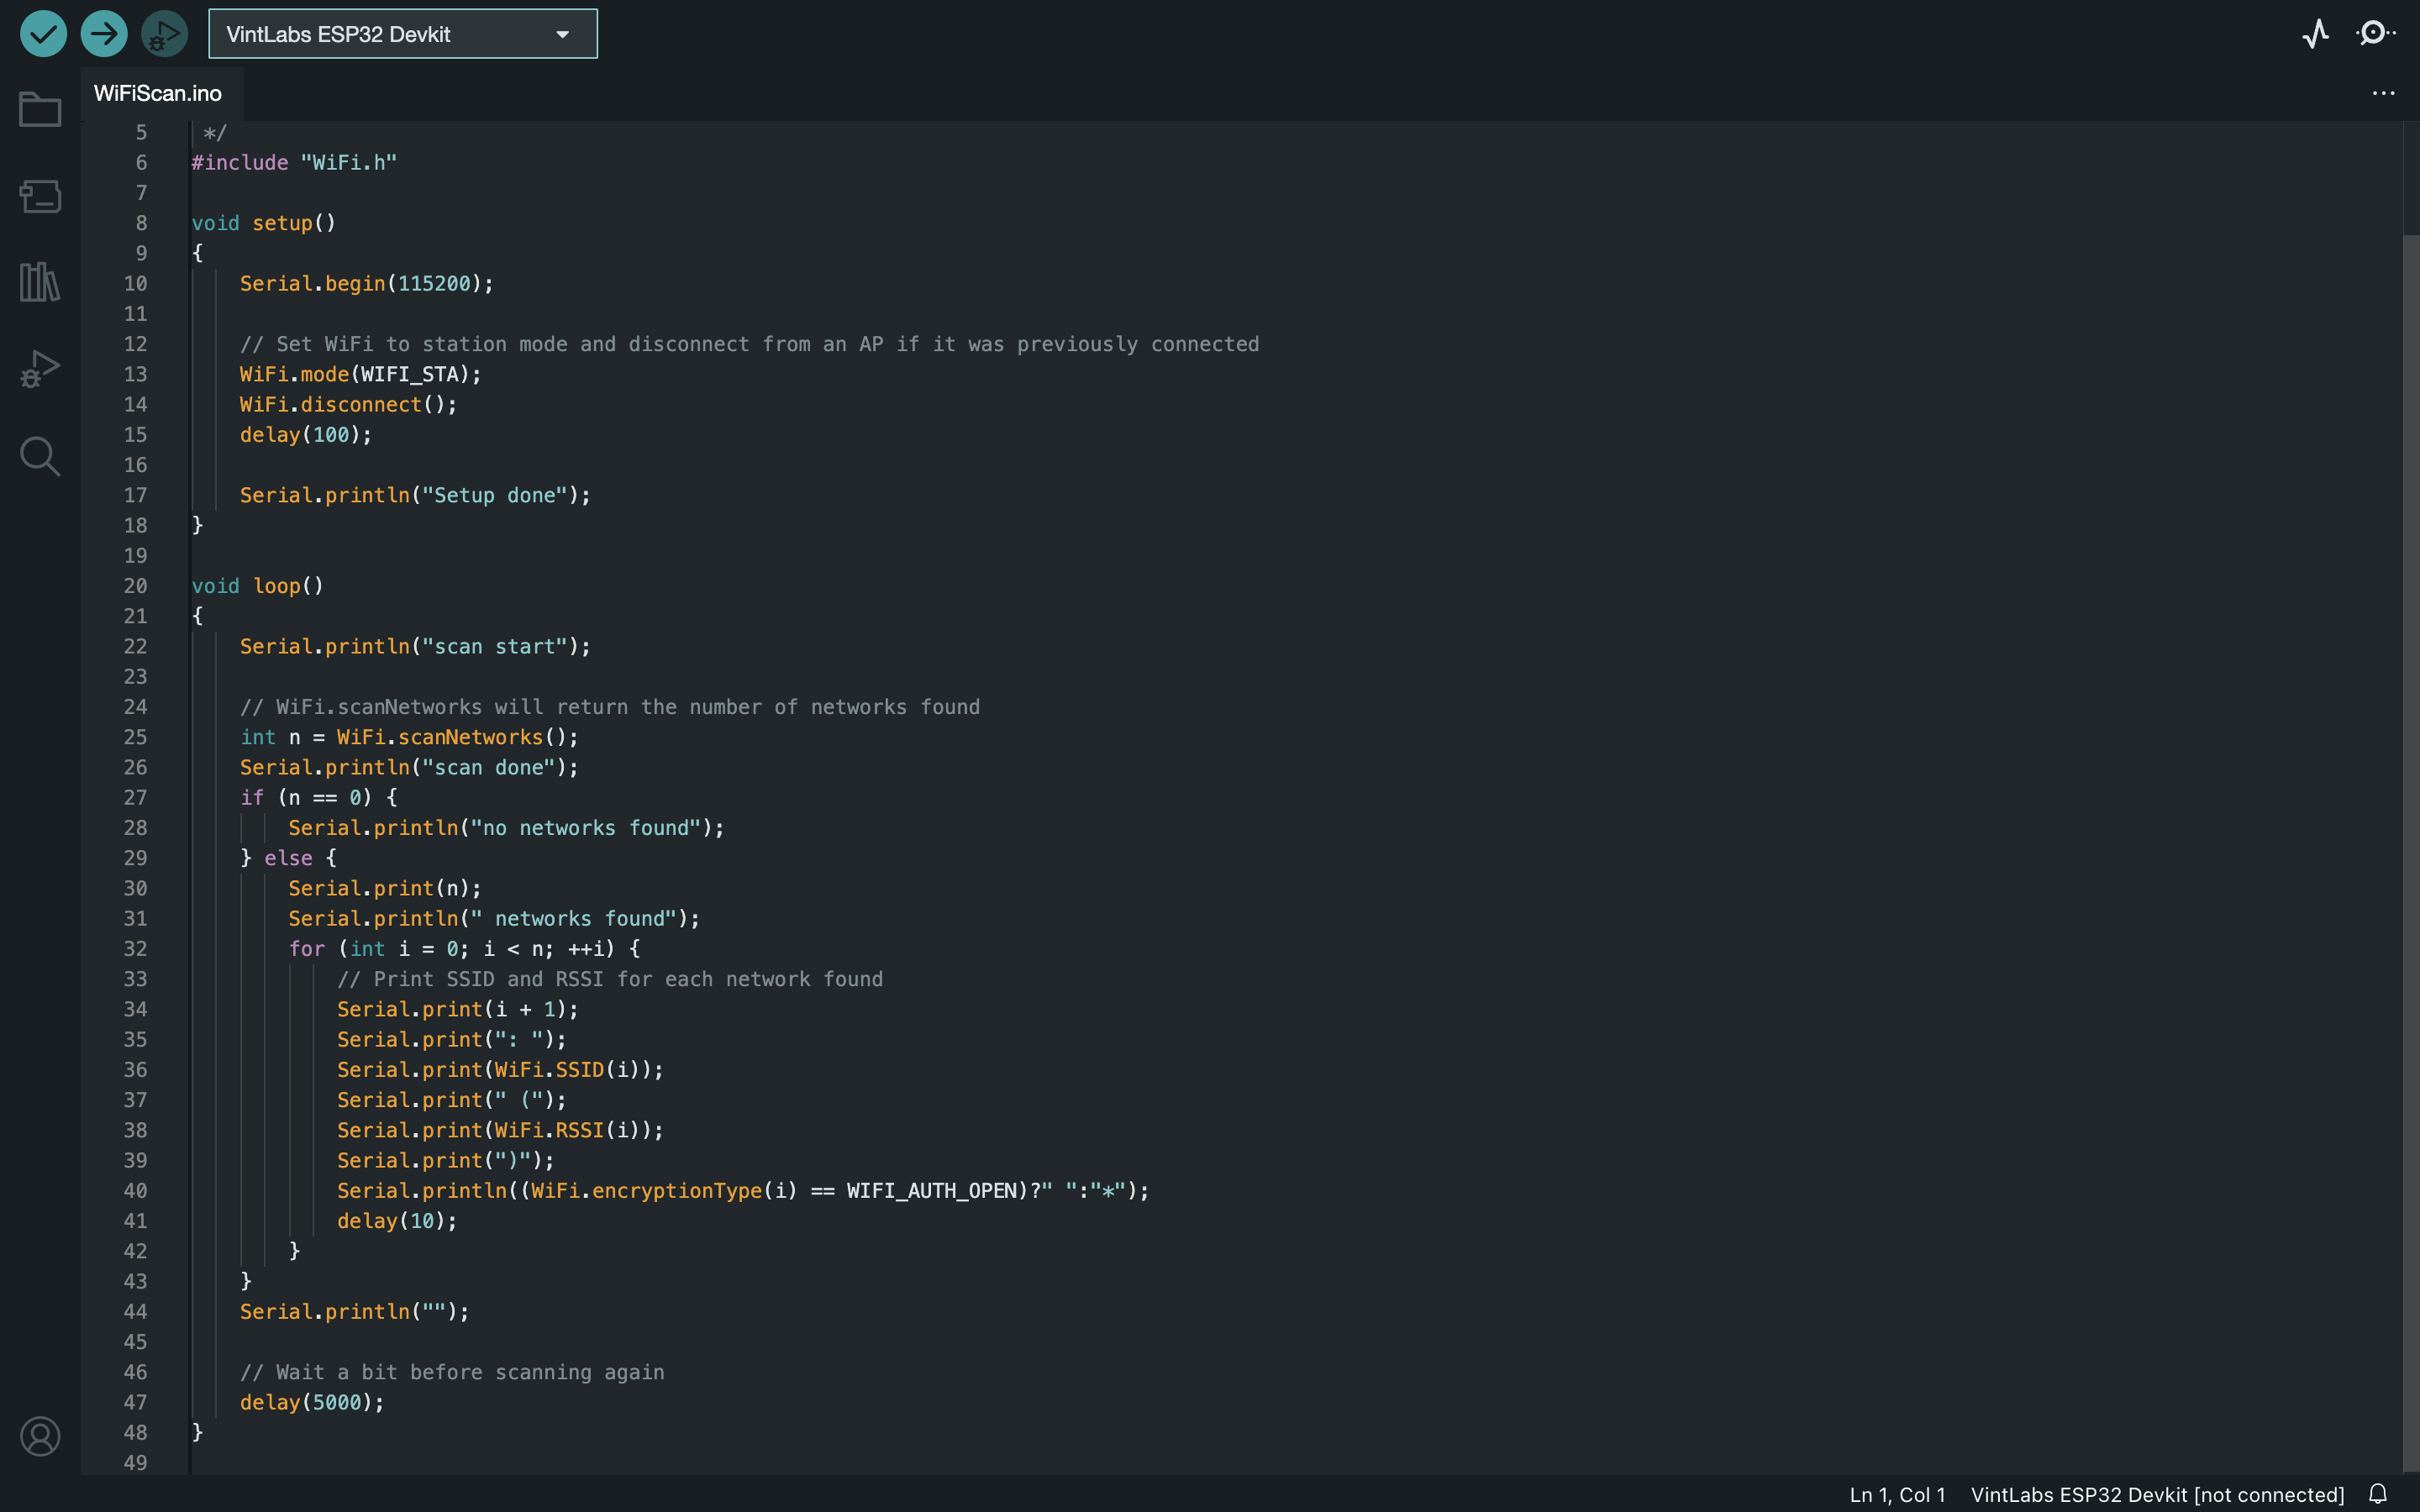 VintLabs ESP32 Devkit
WiFiScan.ino
5 */
6 #include "WiFi.h"
7
8 void setup()
9 {
10 Serial.begin(115200);
11
12 // Set WiFi to station mode and disconnect from an AP if it was previously connected
13 WiFi.mode(WIFI_STA);
14 WiFi.disconnect();
15 delay(100);
16
17 Serial.println("Setup done");
18 }
19
20 void loop()
21 {
22 Serial.println("scan start");
23
24 // WiFi.scanNetworks will return the number of networks found
25 int n = WiFi.scanNetworks();
26 Serial.println("scan done");
27 if (n == 0) {
28 Serial.println("no networks found");
29 } else {
30 Serial.print(n);
31 Serial.println(" networks found");
32 for (int i = 0; i < n; ++i) {
33 // Print SSID and RSSI for each network found
34 Serial.print(i + 1);
35 Serial.print(": ");
36 Serial.print(WiFi.SSID(i));
37 Serial.print(" (");
38 Serial.print(WiFi.RSSI(i));
39 Serial.print(")");
40 Serial.println((WiFi.encryptionType(i) == WIFI_AUTH_OPEN)?" ":"*");
41 delay(10);
42 }
43 }
44 Serial.println("");
45
46 // Wait a bit before scanning again
47 delay(5000);
48 }
49
Ln 1, Col 1 VintLabs ESP32 Devkit [not connected]